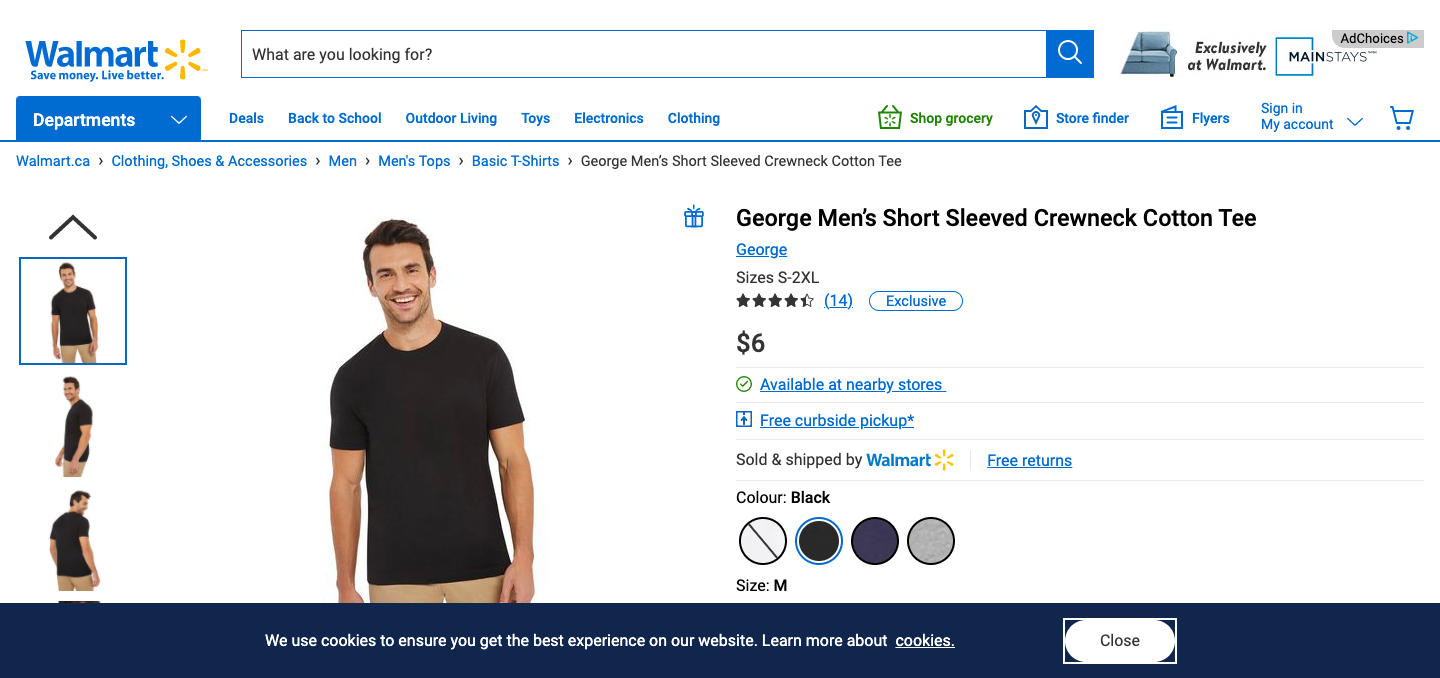 Walmart
Save money. Live better.
What are you looking for?
Exclusively
at Walmart.
MAINSTAYS
AdChoices
Departments
Deals
Back to School
Outdoor Living
Toys
Electronics
Clothing
Shop grocery
Store finder
Flyers
Sign in
My account
Walmart.ca › Clothing, Shoes & Accessories › Men › Men's Tops › Basic T-Shirts › George Men’s Short Sleeved Crewneck Cotton Tee
George Men’s Short Sleeved Crewneck Cotton Tee
George
Sizes S-2XL
(14)
Exclusive
$6
Available at nearby stores
Free curbside pickup*
Sold & shipped by Walmart
Free returns
Colour: Black
Size: M
We use cookies to ensure you get the best experience on our website. Learn more about cookies.
Close